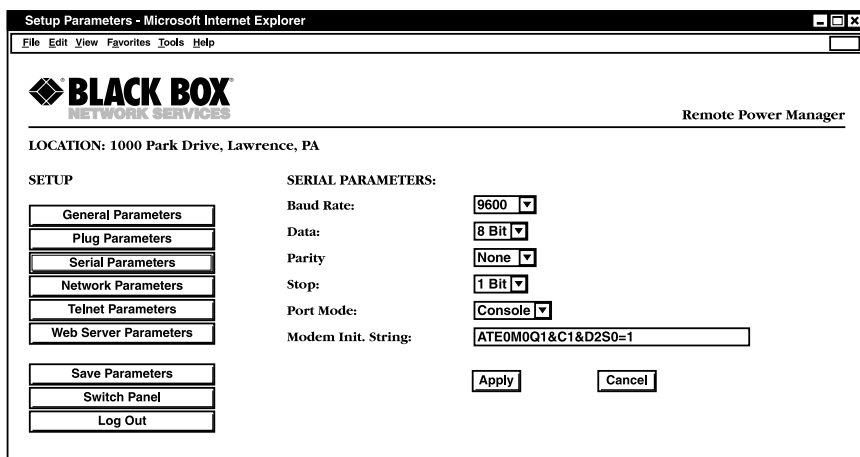 Setup Parameters - Microsoft Internet Explorer
File Edit View Favorites Tools Help
BLACK BOX®
NETWORK SERVICES
Remote Power Manager
LOCATION: 1000 Park Drive, Lawrence, PA
SETUP
General Parameters
Plug Parameters
Serial Parameters
Network Parameters
Telnet Parameters
Web Server Parameters
Save Parameters
Switch Panel
Log Out
SERIAL PARAMETERS:
Baud Rate: 9600
Data: 8 Bit
Parity None
Stop: 1 Bit
Port Mode: Console
Modem Init. String: ATE0M0Q1&C1&D2S0=1
Apply Cancel